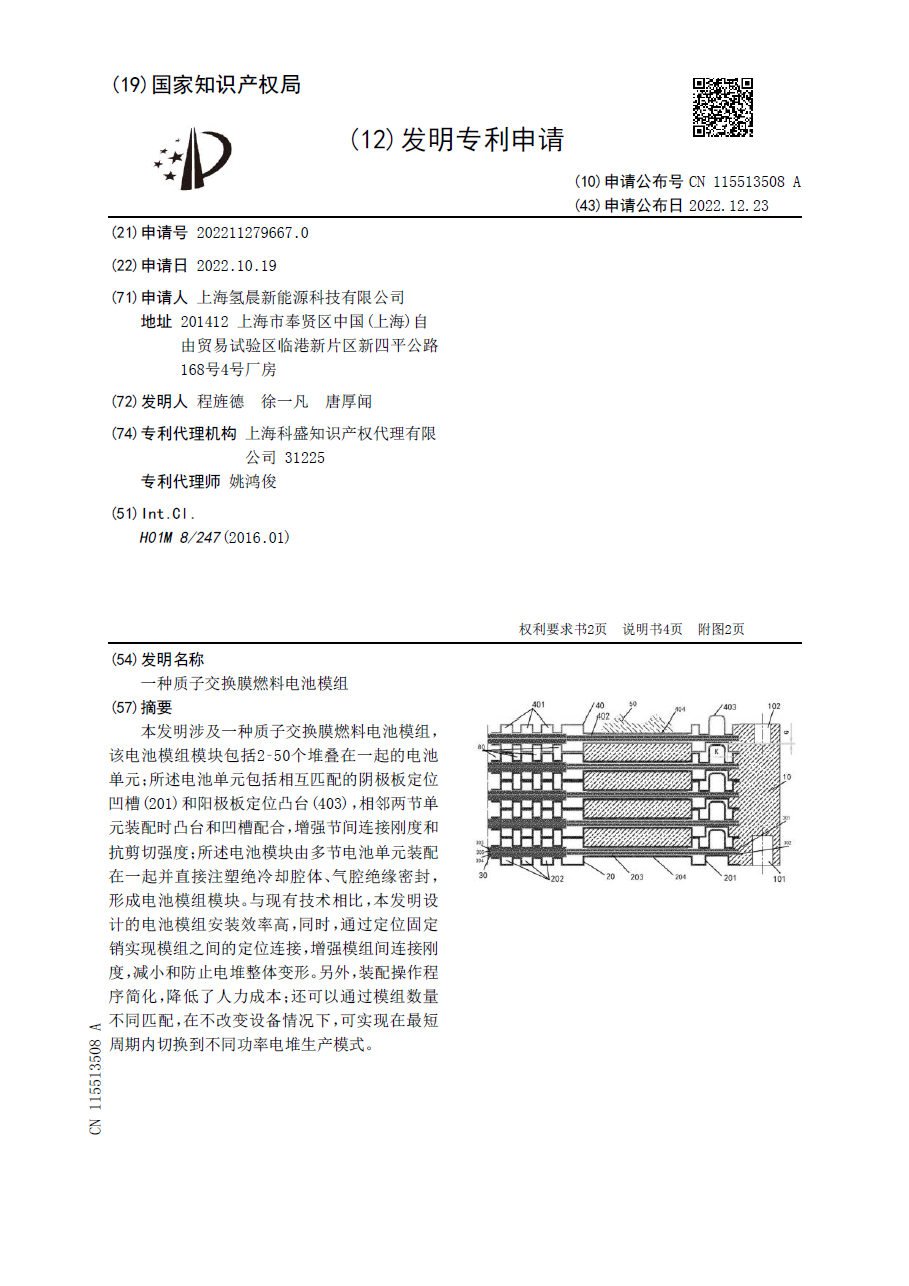 (19)国家知识产权局
(12)发明专利申请
(10)申请公布号 CN 115513508 A
(43)申请公布日 2022.12.23
(21)申请号 202211279667.0
(22)申请日 2022.10.19
(71)申请人 上海氢晨新能源科技有限公司
地址 201412 上海市奉贤区中国(上海)自
由贸易试验区临港新片区新四平公路
168号4号厂房
(72)发明人 程旌德 徐一凡 唐厚闻
(74)专利代理机构 上海科盛知识产权代理有限
公司 31225
专利代理师 姚鸿俊
(51)Int.Cl.
H01M 8/247(2016.01)
权利要求书2页 说明书4页 附图2页
(54)发明名称
一种质子交换膜燃料电池模组
(57)摘要
本发明涉及一种质子交换膜燃料电池模组,
该电池模组模块包括2-50个堆叠在一起的电池
单元;所述电池单元包括相互匹配的阴极板定位
凹槽(201)和阳极板定位凸台(403),相邻两节单
元装配时凸台和凹槽配合,增强节间连接刚度和
抗剪切强度;所述电池模块由多节电池单元装配
在一起并直接注塑绝冷却腔体、气腔绝缘密封,
形成电池模组模块。与现有技术相比,本发明设
计的电池模组安装效率高,同时,通过定位固定
销实现模组之间的定位连接,增强模组间连接刚
度,减小和防止电堆整体变形。另外,装配操作程
序简化,降低了人力成本;还可以通过模组数量
不同匹配,在不改变设备情况下,可实现在最短
周期内切换到不同功率电堆生产模式。
401 40 402 50 404 403 102
80
K
10
301
302
30 202 20 203 204 201 101
CN 115513508 A